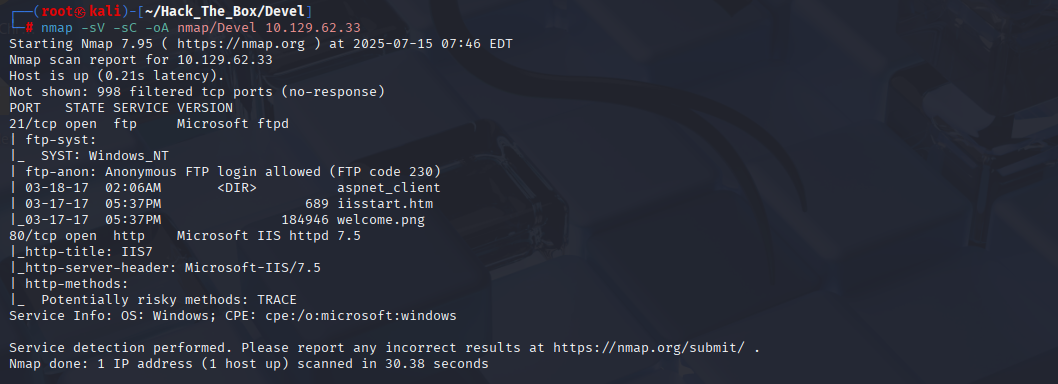 ┌──(root㉿kali)-[~/Hack_The_Box/Devel]
└─# nmap -sV -sC -oA nmap/Devel 10.129.62.33
Starting Nmap 7.95 ( https://nmap.org ) at 2025-07-15 07:46 EDT
Nmap scan report for 10.129.62.33
Host is up (0.21s latency).
Not shown: 998 filtered tcp ports (no-response)
PORT   STATE SERVICE VERSION
21/tcp open  ftp     Microsoft ftpd
| ftp-syst:
|_  SYST: Windows_NT
| ftp-anon: Anonymous FTP login allowed (FTP code 230)
| 03-18-17  02:06AM       <DIR>          aspnet_client
| 03-17-17  05:37PM                  689 iisstart.htm
|_03-17-17  05:37PM               184946 welcome.png
80/tcp open  http    Microsoft IIS httpd 7.5
|_http-title: IIS7
|_http-server-header: Microsoft-IIS/7.5
| http-methods:
|_  Potentially risky methods: TRACE
Service Info: OS: Windows; CPE: cpe:/o:microsoft:windows

Service detection performed. Please report any incorrect results at https://nmap.org/submit/ .
Nmap done: 1 IP address (1 host up) scanned in 30.38 seconds